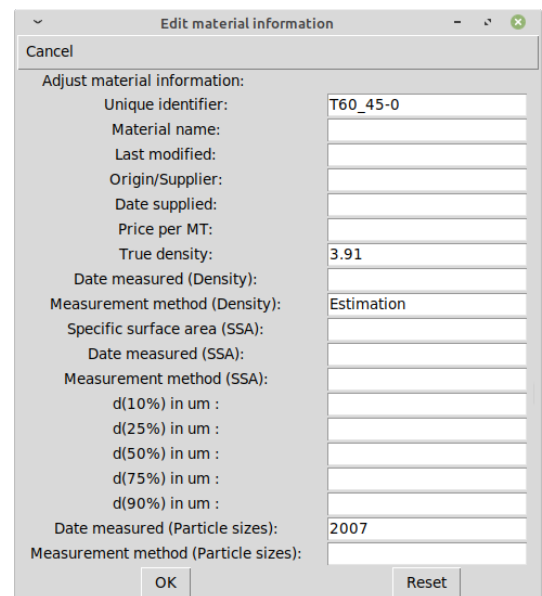 Edit material information
Cancel
Adjust material information:
Unique identifier: T60_45-0
Material name:
Last modified:
Origin/Supplier:
Date supplied:
Price per MT:
True density: 3.91
Date measured (Density):
Measurement method (Density): Estimation
Specific surface area (SSA):
Date measured (SSA):
Measurement method (SSA):
d(10%) in um :
d(25%) in um :
d(50%) in um :
d(75%) in um :
d(90%) in um :
Date measured (Particle sizes): 2007
Measurement method (Particle sizes):
OK Reset